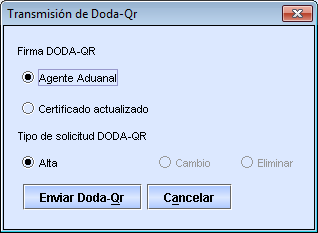 Transmisión de Doda-Qr
Firma DODA-QR
Agente Aduanal
Certificado actualizado
Tipo de solicitud DODA-QR
Alta Cambio Eliminar
Enviar Doda-Qr Cancelar